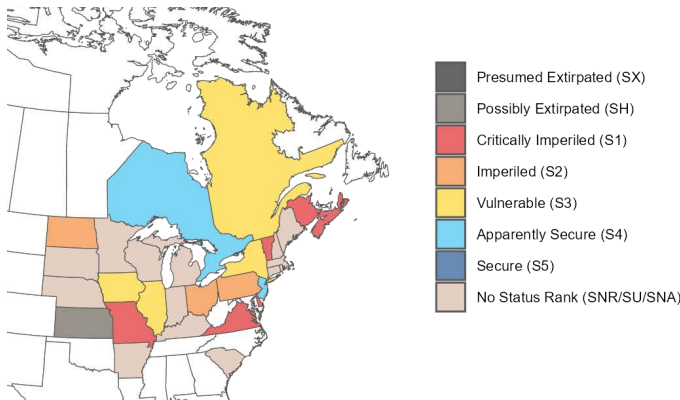 Presumed Extirpated (SX)
Possibly Extirpated (SH)
Critically Imperiled (S1)
Imperiled (S2)
Vulnerable (S3)
Apparently Secure (S4)
Secure (S5)
No Status Rank (SNR/SU/SNA)